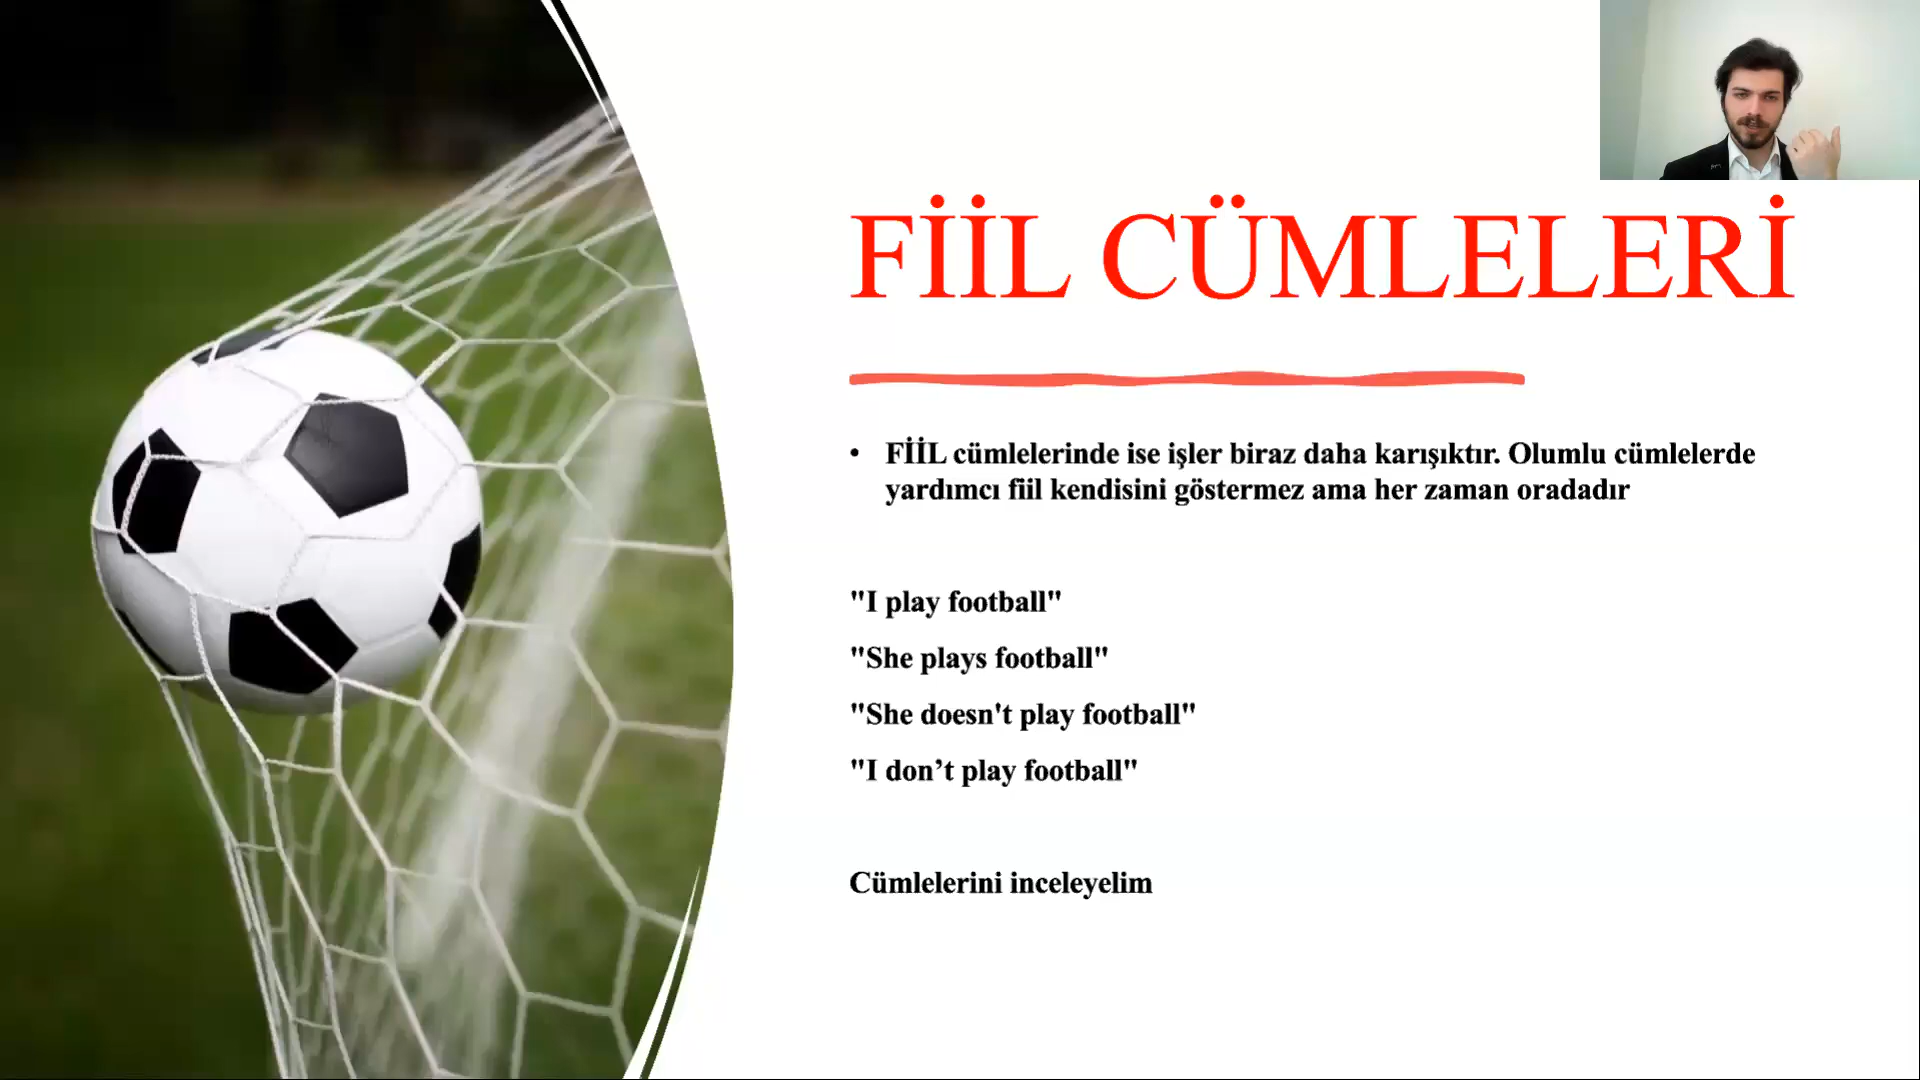 FİİL CÜMLELERİ
• FİİL cümlelerinde ise işler biraz daha karışıktır. Olumlu cümlelerde
yardımcı fiil kendisini göstermez ama her zaman oradadır
"I play football"
"She plays football"
"She doesn't play football"
"I don’t play football"
Cümlelerini inceleyelim